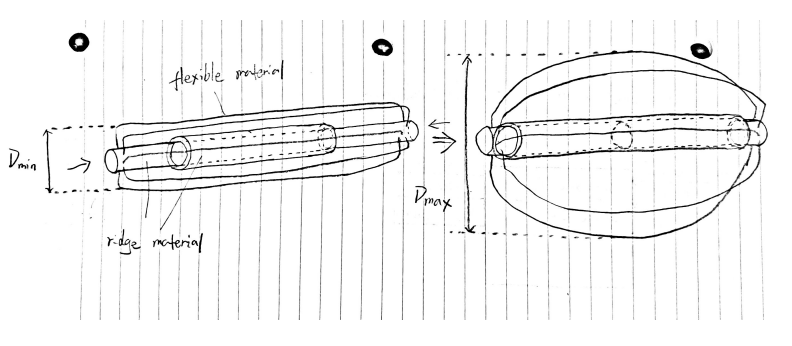 flexible material
Dmin
ridge material
Dmax